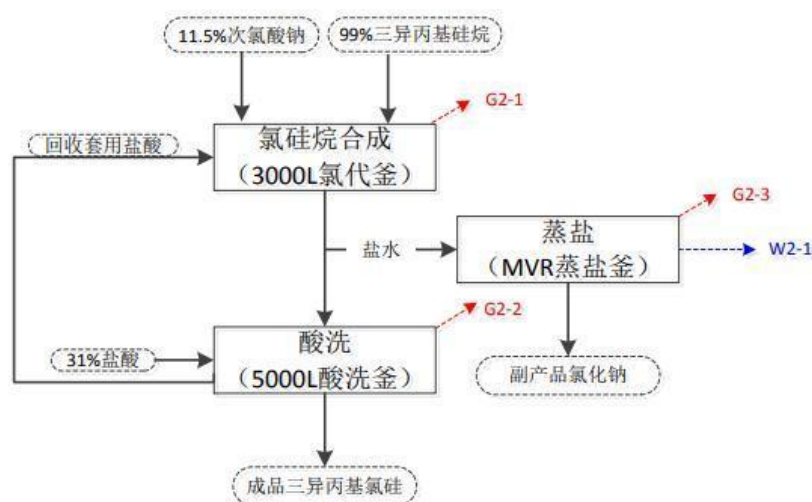 11.5%次氯酸钠
99%三异丙基硅烷
G2-1
回收套用盐酸
氯硅烷合成
（3000L氯代釜）
G2-3
盐水
蒸盐
（MVR蒸盐釜）
W2-1
G2-2
31%盐酸
酸洗
（5000L酸洗釜）
副产品氯化钠
成品三异丙基氯硅